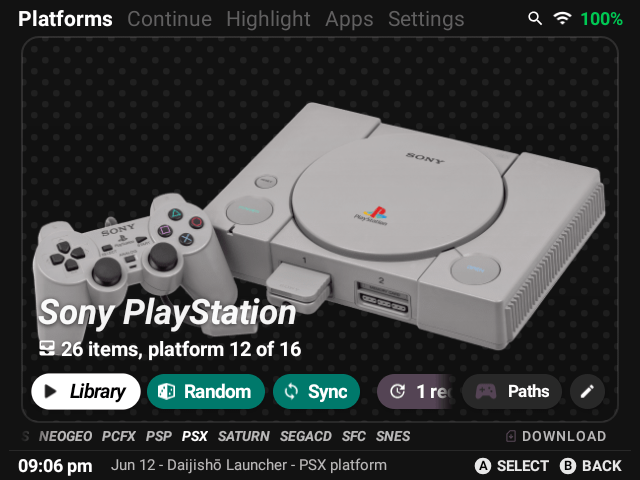 Platforms Continue Highlight Apps Settings 100%
SONY
PlayStation
SONY
1
2
Sony PlayStation
26 items, platform 12 of 16
Library Random Sync 1 re Paths
S NEOGEO PCFX PSP PSX SATURN SEGACD SFC SNES DOWNLOAD
09:06 pm Jun 12 - Daijishō Launcher - PSX platform A SELECT B BACK